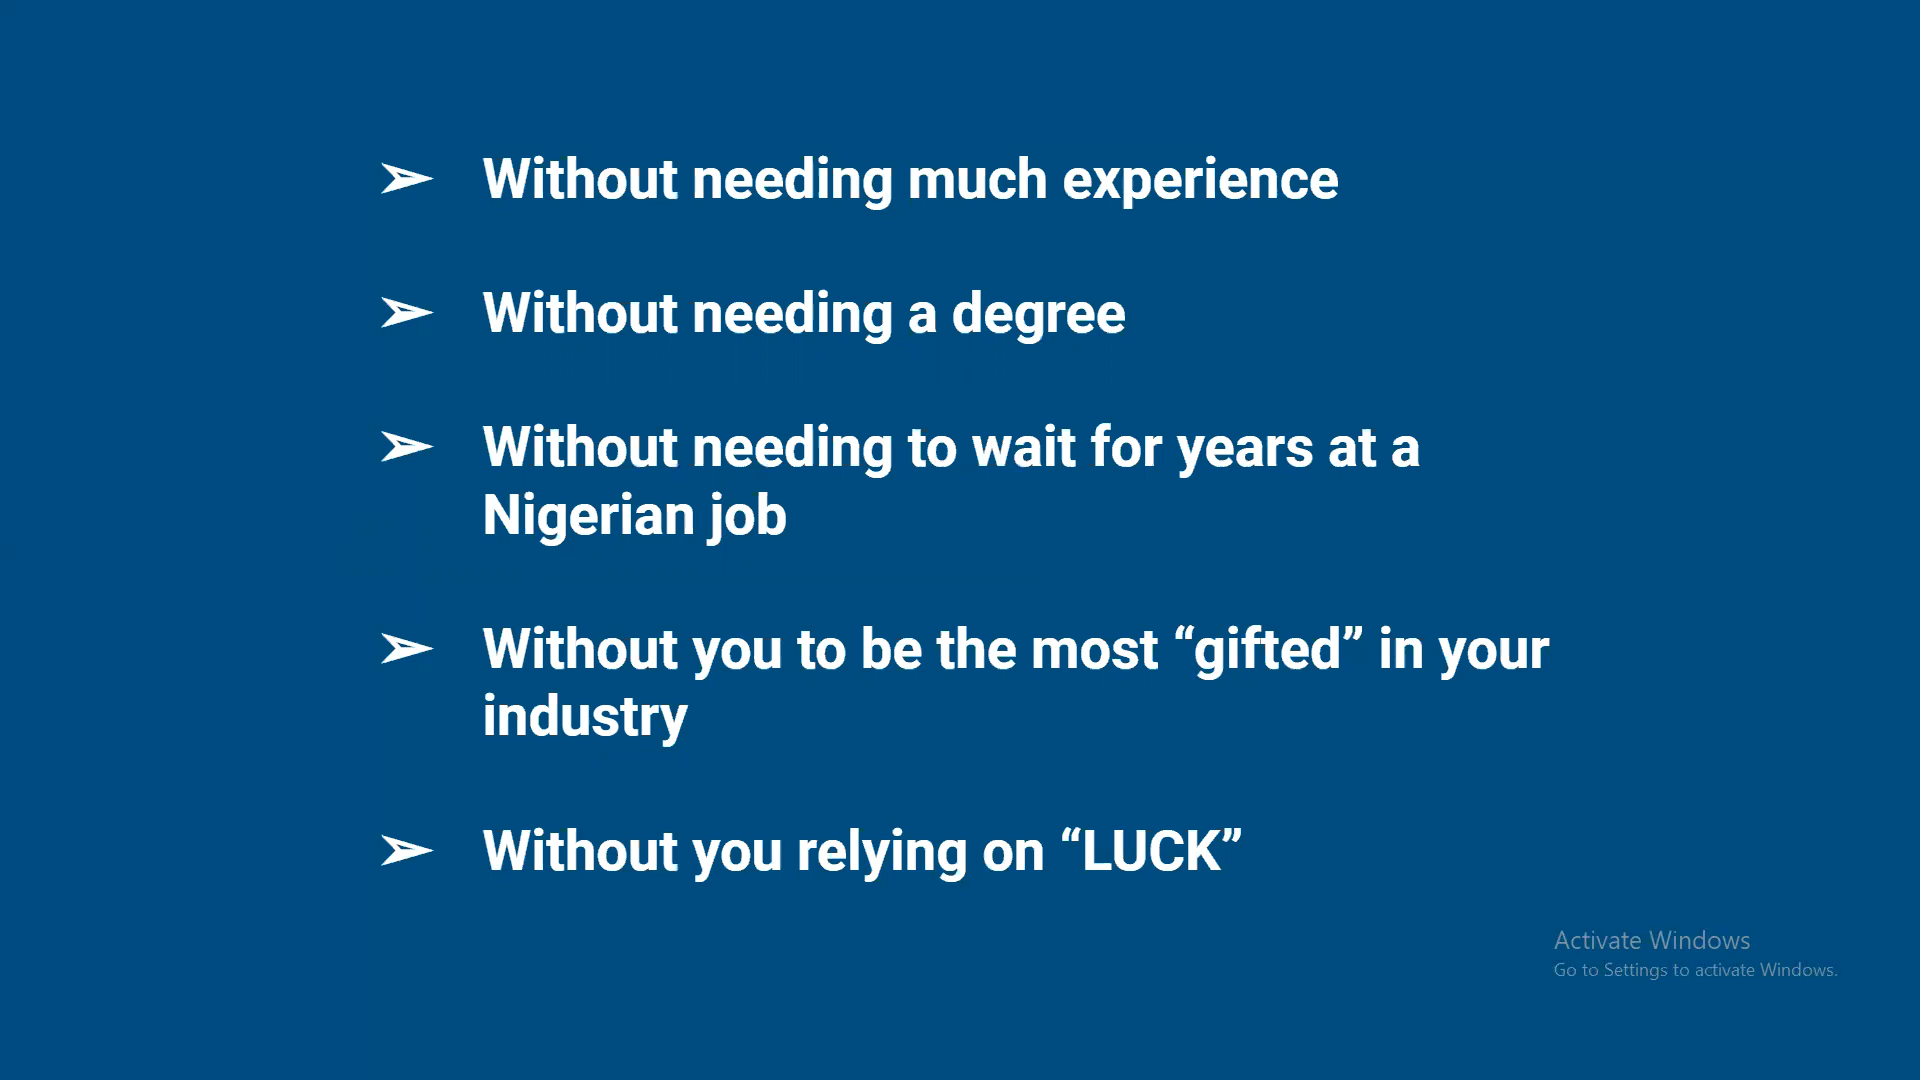 ➢ Without needing much experience
➢ Without needing a degree
➢ Without needing to wait for years at a
Nigerian job
➢ Without you to be the most “gifted” in your
industry
➢ Without you relying on “LUCK”
Activate Windows
Go to Settings to activate Windows.